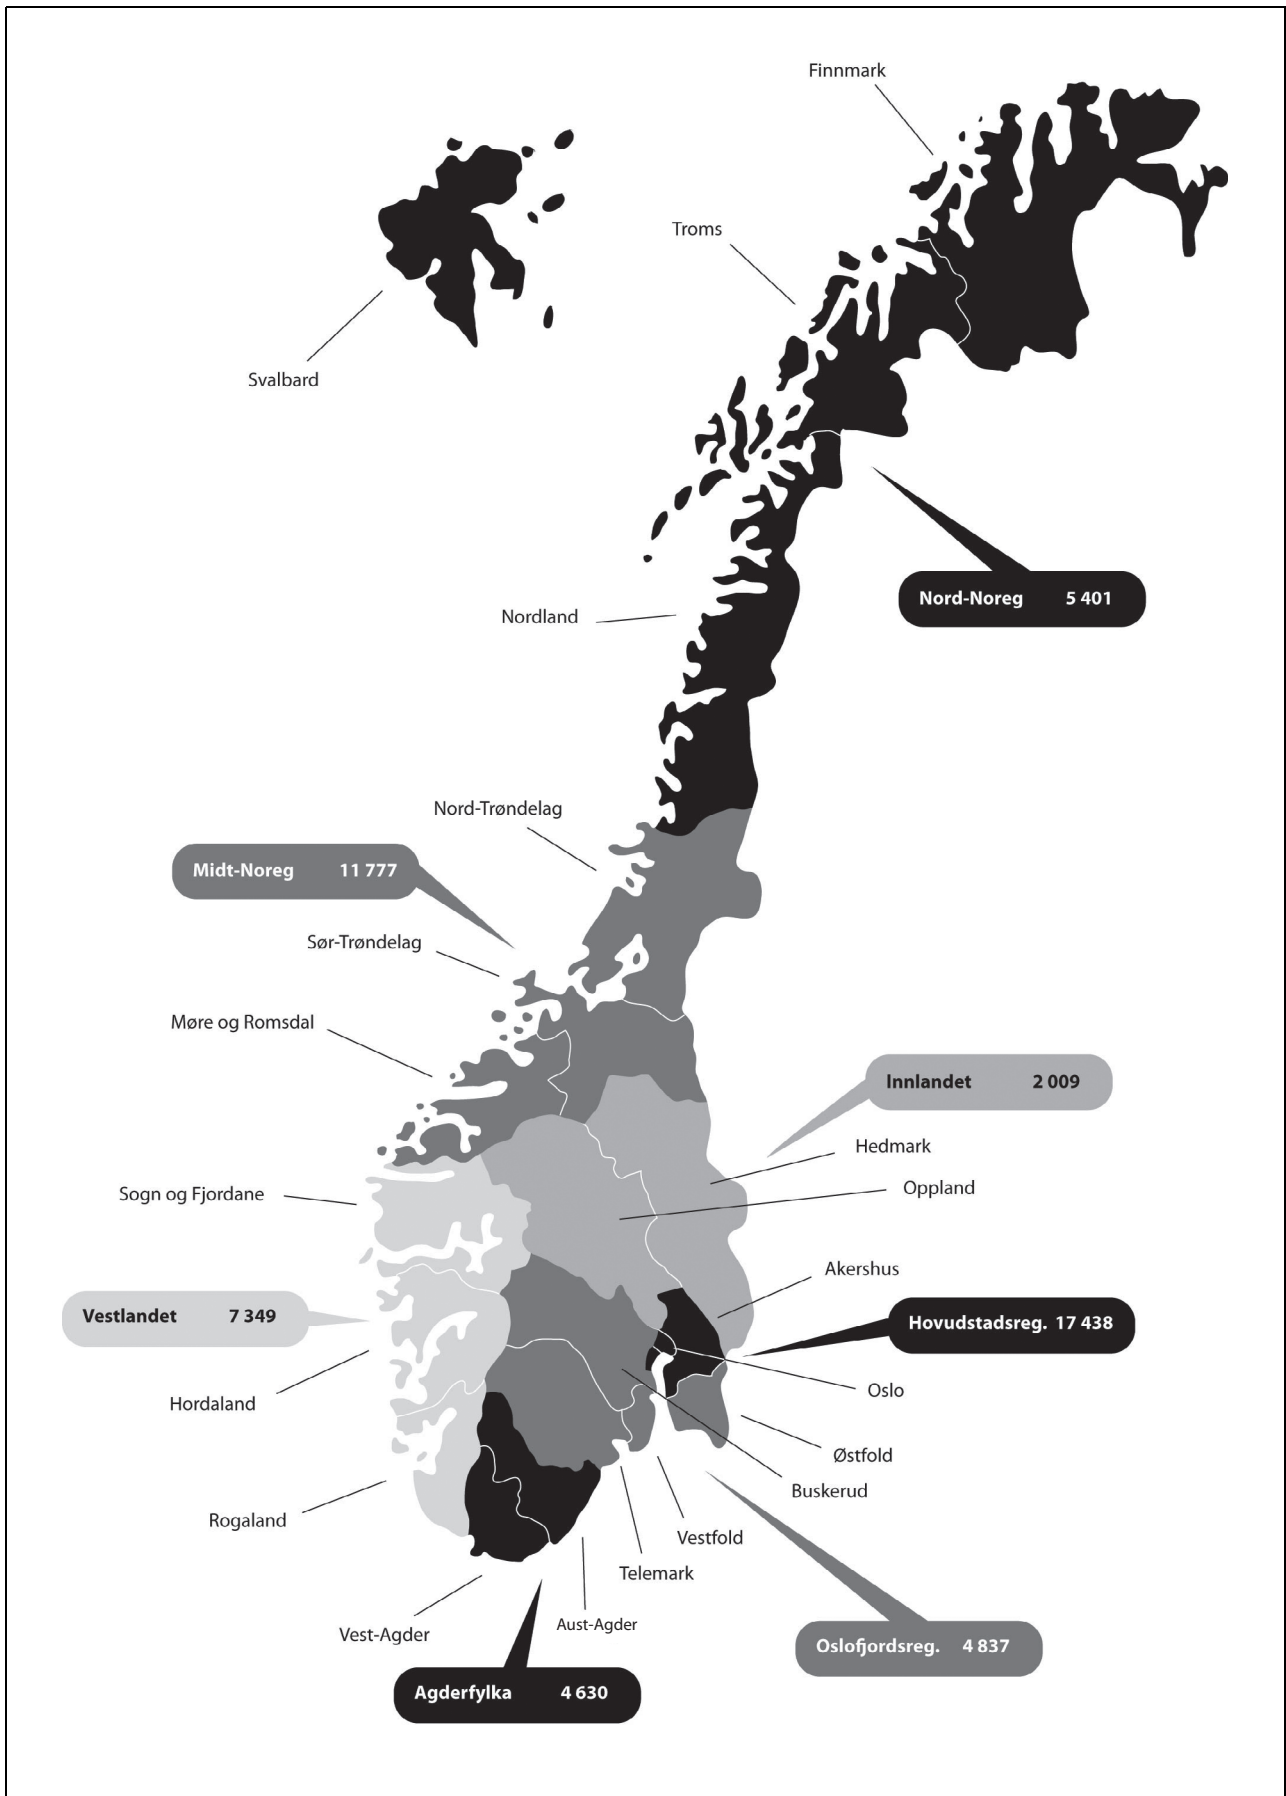 Finnmark
Troms
Svalbard
Nord-Noreg 5 401
Nordland
Nord-Trøndelag
Midt-Noreg 11 777
Sør-Trøndelag
Møre og Romsdal
Innlandet 2 009
Hedmark
Oppland
Sogn og Fjordane
Akershus
Vestlandet 7 349
Hovudstadsreg. 17 438
Oslo
Hordaland
Østfold
Buskerud
Rogaland
Vestfold
Telemark
Aust-Agder
Vest-Agder
Oslofjordsreg. 4 837
Agderfylka 4 630